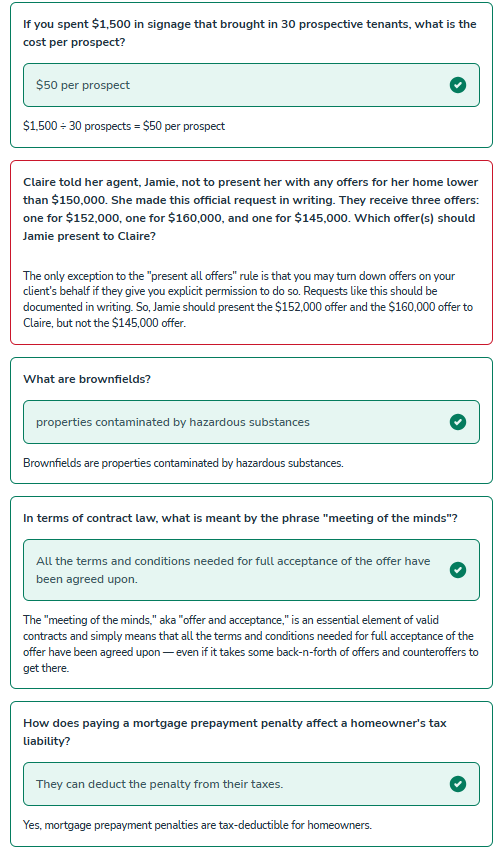 If you spent $1,500 in signage that brought in 30 prospective tenants, what is the
cost per prospect?
$50 per prospect
$1,500 ÷ 30 prospects = $50 per prospect
Claire told her agent, Jamie, not to present her with any offers for her home lower
than $150,000. She made this official request in writing. They receive three offers:
one for $152,000, one for $160,000, and one for $145,000. Which offer(s) should
Jamie present to Claire?
The only exception to the "present all offers" rule is that you may turn down offers on your
client's behalf if they give you explicit permission to do so. Requests like this should be
documented in writing. So, Jamie should present the $152,000 offer and the $160,000 offer to
Claire, but not the $145,000 offer.
What are brownfields?
properties contaminated by hazardous substances
Brownfields are properties contaminated by hazardous substances.
In terms of contract law, what is meant by the phrase "meeting of the minds"?
All the terms and conditions needed for full acceptance of the offer have
been agreed upon.
The "meeting of the minds," aka "offer and acceptance," is an essential element of valid
contracts and simply means that all the terms and conditions needed for full acceptance of the
offer have been agreed upon — even if it takes some back-n-forth of offers and counteroffers to
get there.
How does paying a mortgage prepayment penalty affect a homeowner's tax
liability?
They can deduct the penalty from their taxes.
Yes, mortgage prepayment penalties are tax-deductible for homeowners.